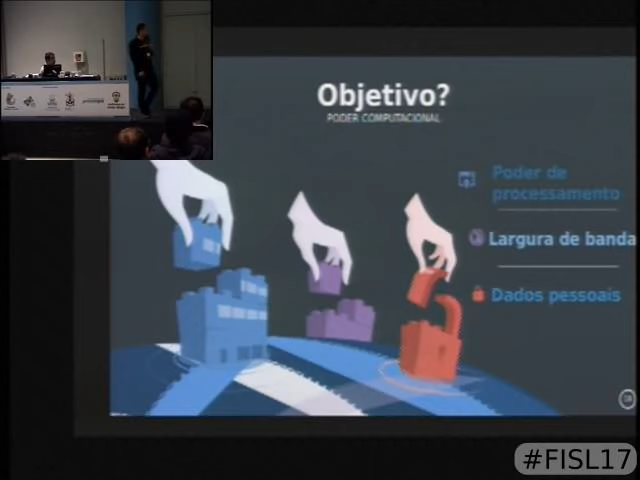 Objetivo?
PODER COMPUTACIONAL
Poder de
processamento
Largura de banda
Dados pessoais
#FISL17